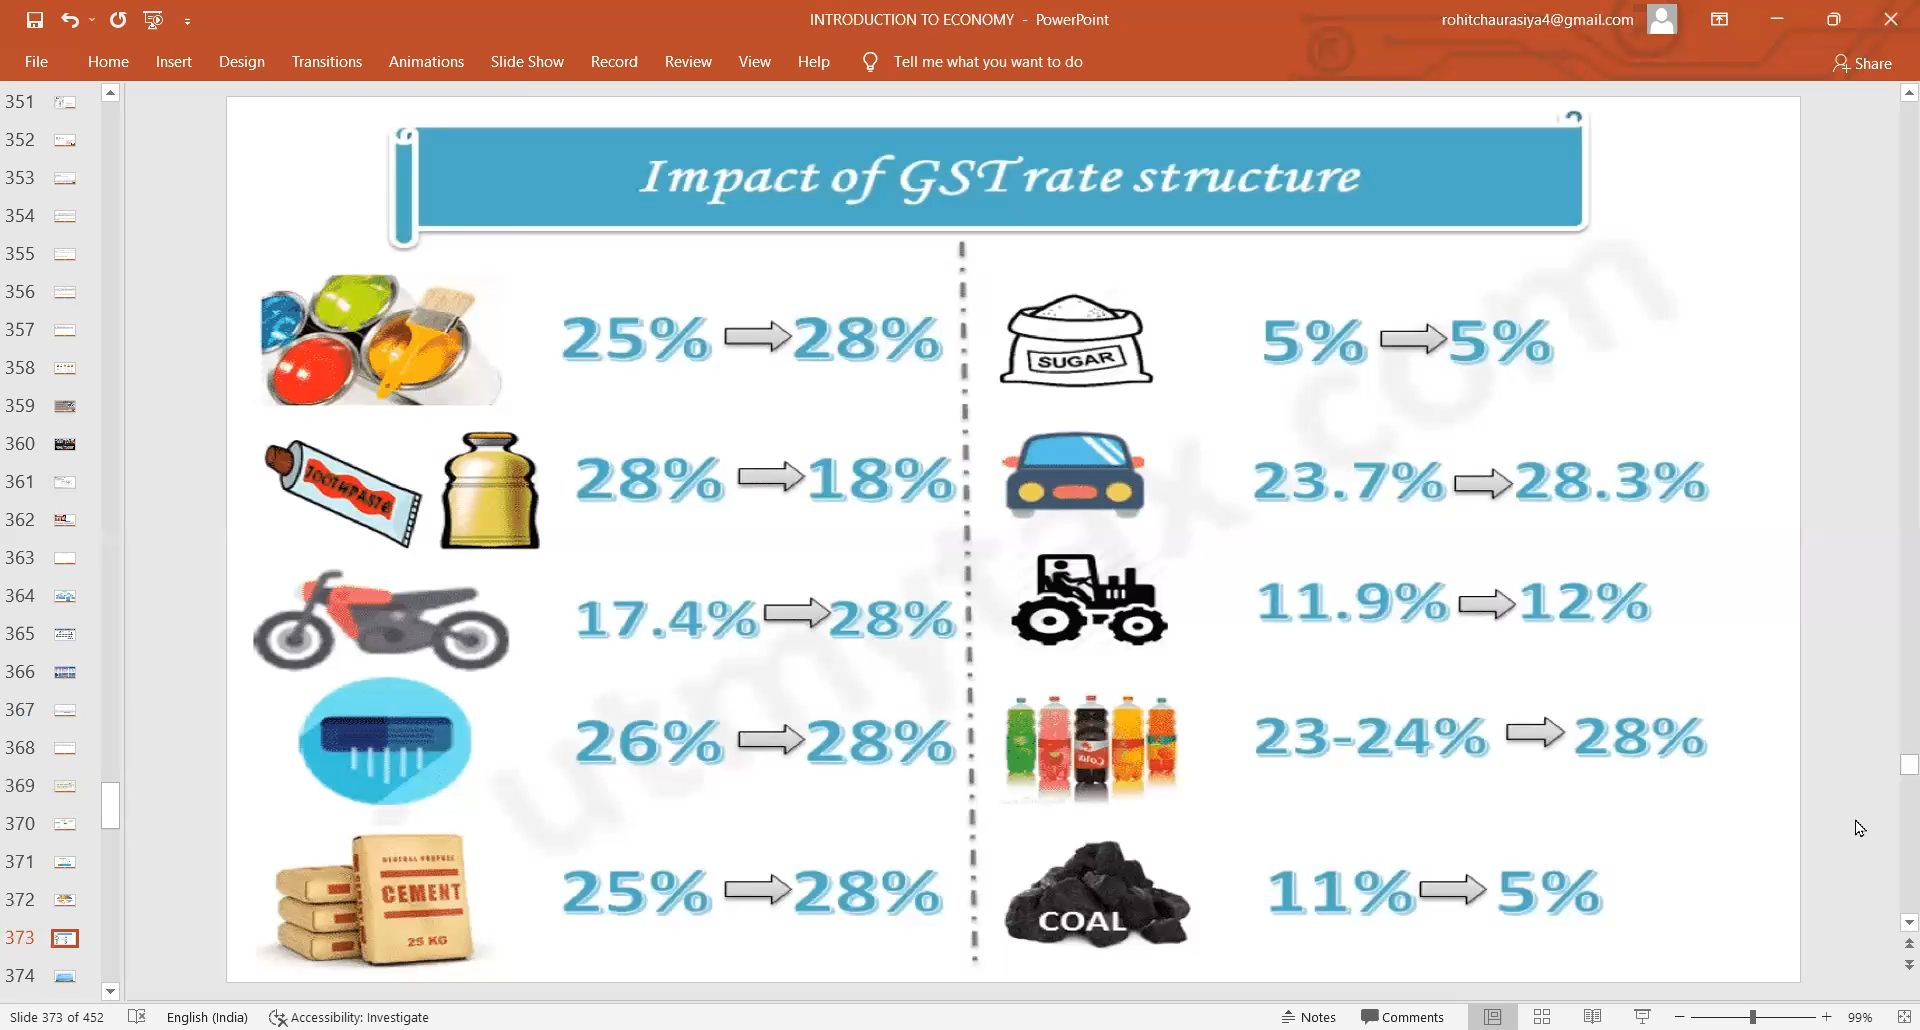 INTRODUCTION TO ECONOMY - PowerPoint
rohitchaurasiya4@gmail.com
File Home Insert Design Transitions Animations Slide Show Record Review View Help Tell me what you want to do
Share
351
352
353
354
355
356
357
358
359
360
361
362
363
364
365
366
367
368
369
370
371
372
373
374
Impact of GST rate structure
25% 28%
SUGAR
5% 5%
TOOTHPASTE
28% 18%
23.7% 28.3%
17.4% 28%
11.9% 12%
26% 28%
23-24% 28%
GENERAL PURPOSE
CEMENT
25 KG
25% 28%
COAL
11% 5%
utmytax.com
Slide 373 of 452 English (India) Accessibility: Investigate Notes Comments 99%